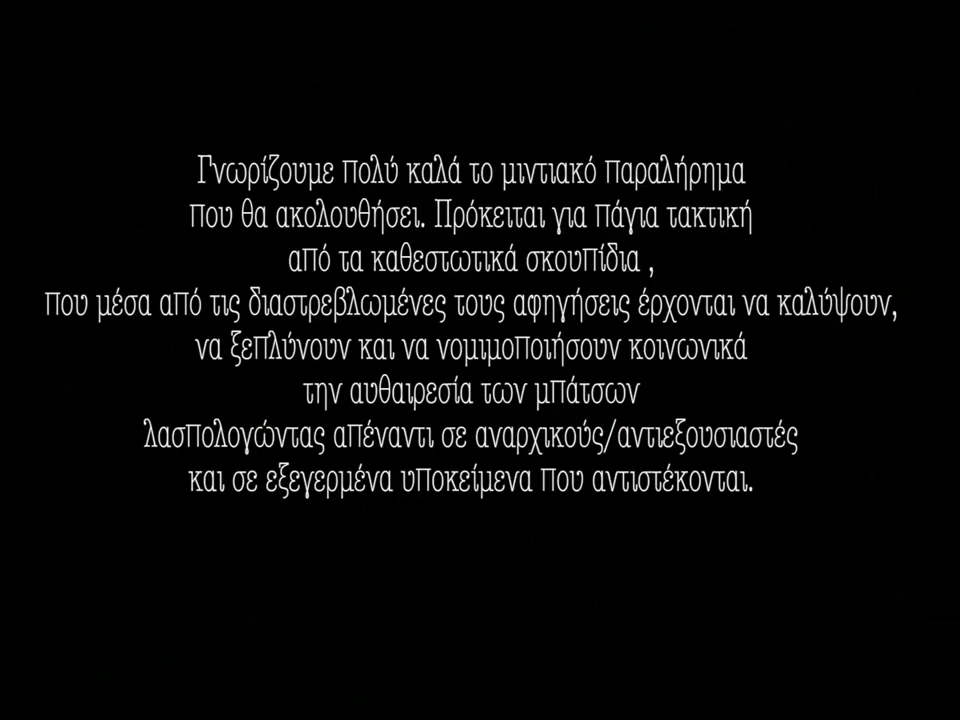 Γνωρίζουμε πολύ καλά το μιντιακό παραλήρημα
που θα ακολουθήσει. Πρόκειται για πάγια τακτική
από τα καθεστωτικά σκουπίδια ,
που μέσα από τις διαστρεβλωμένες τους αφηγήσεις έρχονται να καλύψουν,
να ξεπλύνουν και να νομιμοποιήσουν κοινωνικά
την αυθαιρεσία των μπάτσων
λασπολογώντας απέναντι σε αναρχικούς/αντιεξουσιαστές
και σε εξεγερμένα υποκείμενα που αντιστέκονται.